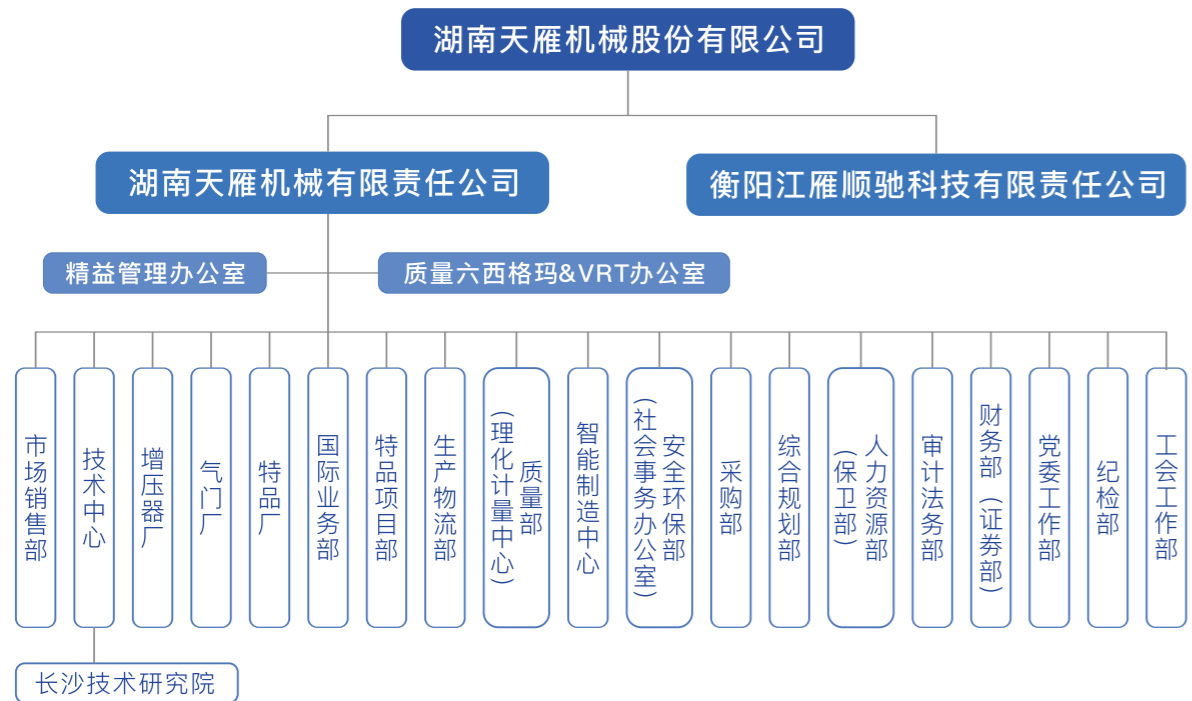 湖南天雁机械股份有限公司
湖南天雁机械有限责任公司
衡阳江雁顺驰科技有限责任公司
精益管理办公室
质量六西格玛&VRT办公室
市场销售部
技术中心
增压器厂
气门厂
特品厂
国际业务部
特品项目部
生产物流部
质量部
(理化计量中心)
智能制造中心
安全环保部
(社会事务办公室)
采购部
综合规划部
人力资源部
(保卫部)
审计法务部
财务部(证券部)
党委工作部
纪检部
工会工作部
长沙技术研究院